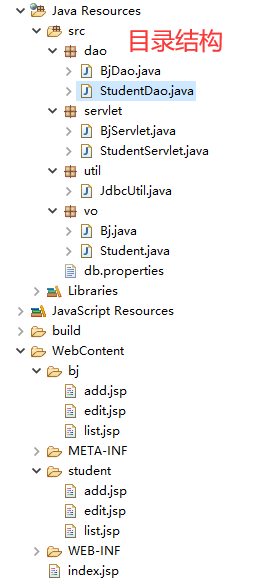 Java Resources
src
目录结构
dao
BjDao.java
StudentDao.java
servlet
BjServlet.java
StudentServlet.java
util
JdbcUtil.java
vo
Bj.java
Student.java
db.properties
Libraries
JavaScript Resources
build
WebContent
bj
add.jsp
edit.jsp
list.jsp
META-INF
student
add.jsp
edit.jsp
list.jsp
WEB-INF
index.jsp